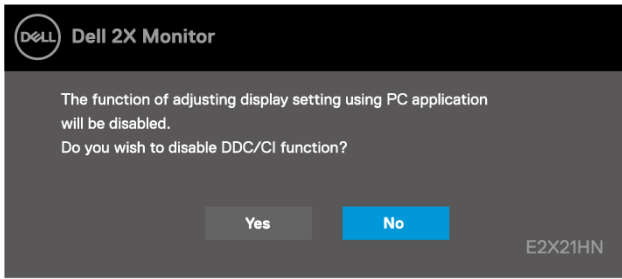 DELL Dell 2X Monitor
The function of adjusting display setting using PC application
will be disabled.
Do you wish to disable DDC/CI function?
Yes No
E2X21HN